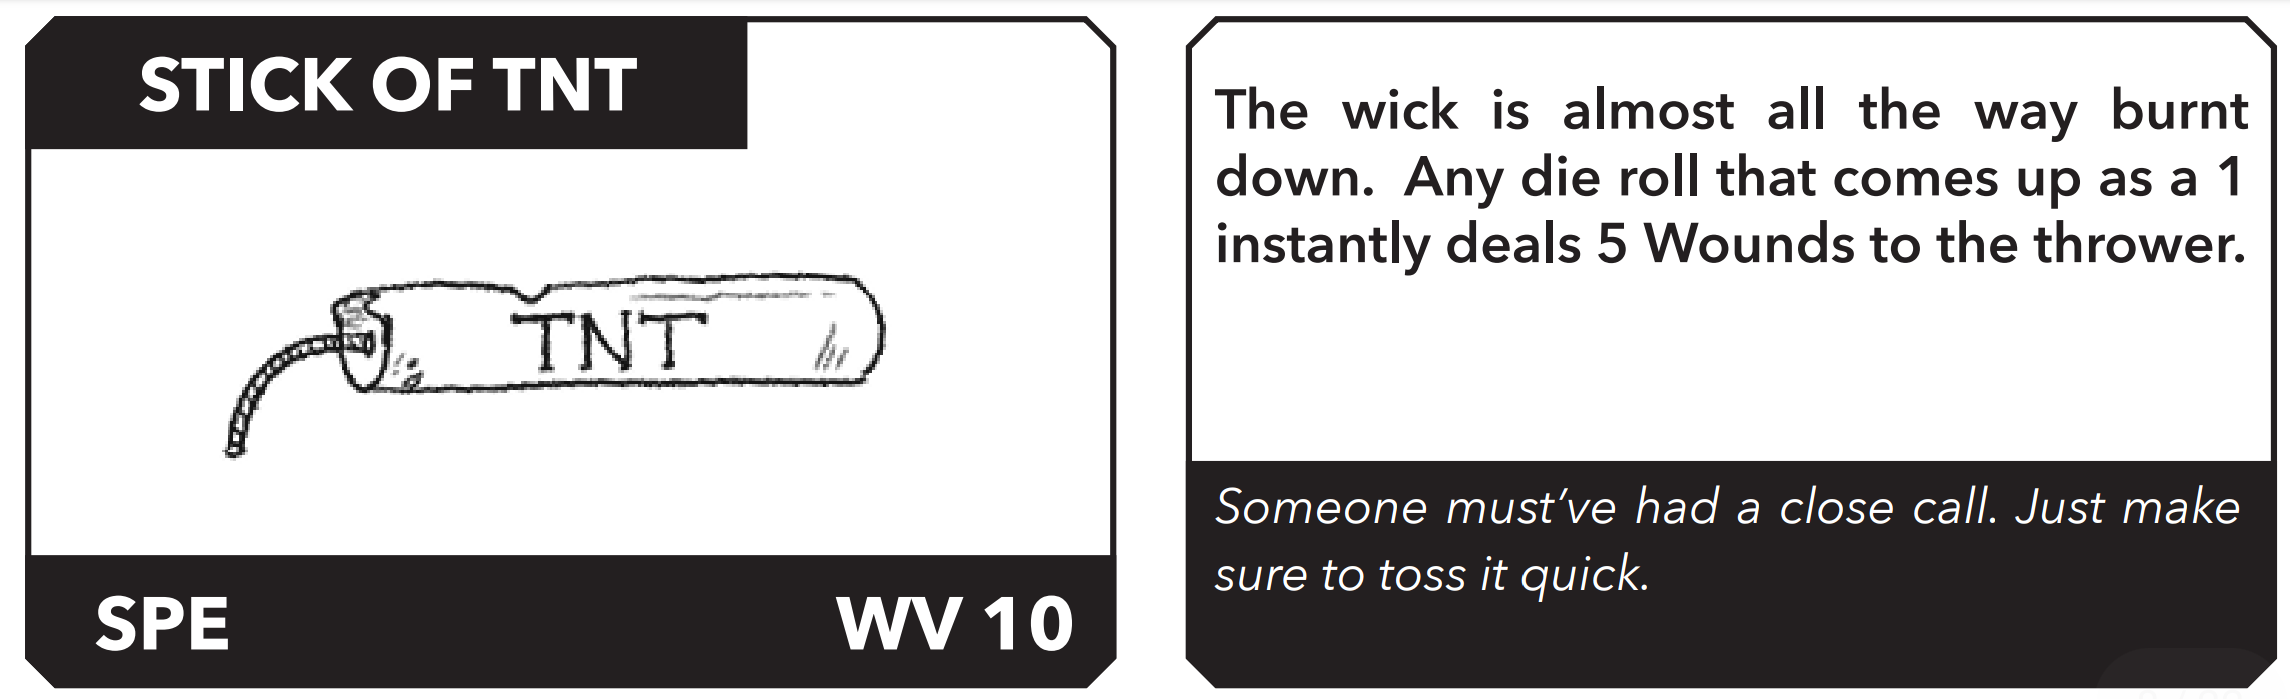 STICK OF TNT
TNT
SPE
WV 10
The wick is almost all the way burnt
down. Any die roll that comes up as a 1
instantly deals 5 Wounds to the thrower.
Someone must’ve had a close call. Just make
sure to toss it quick.